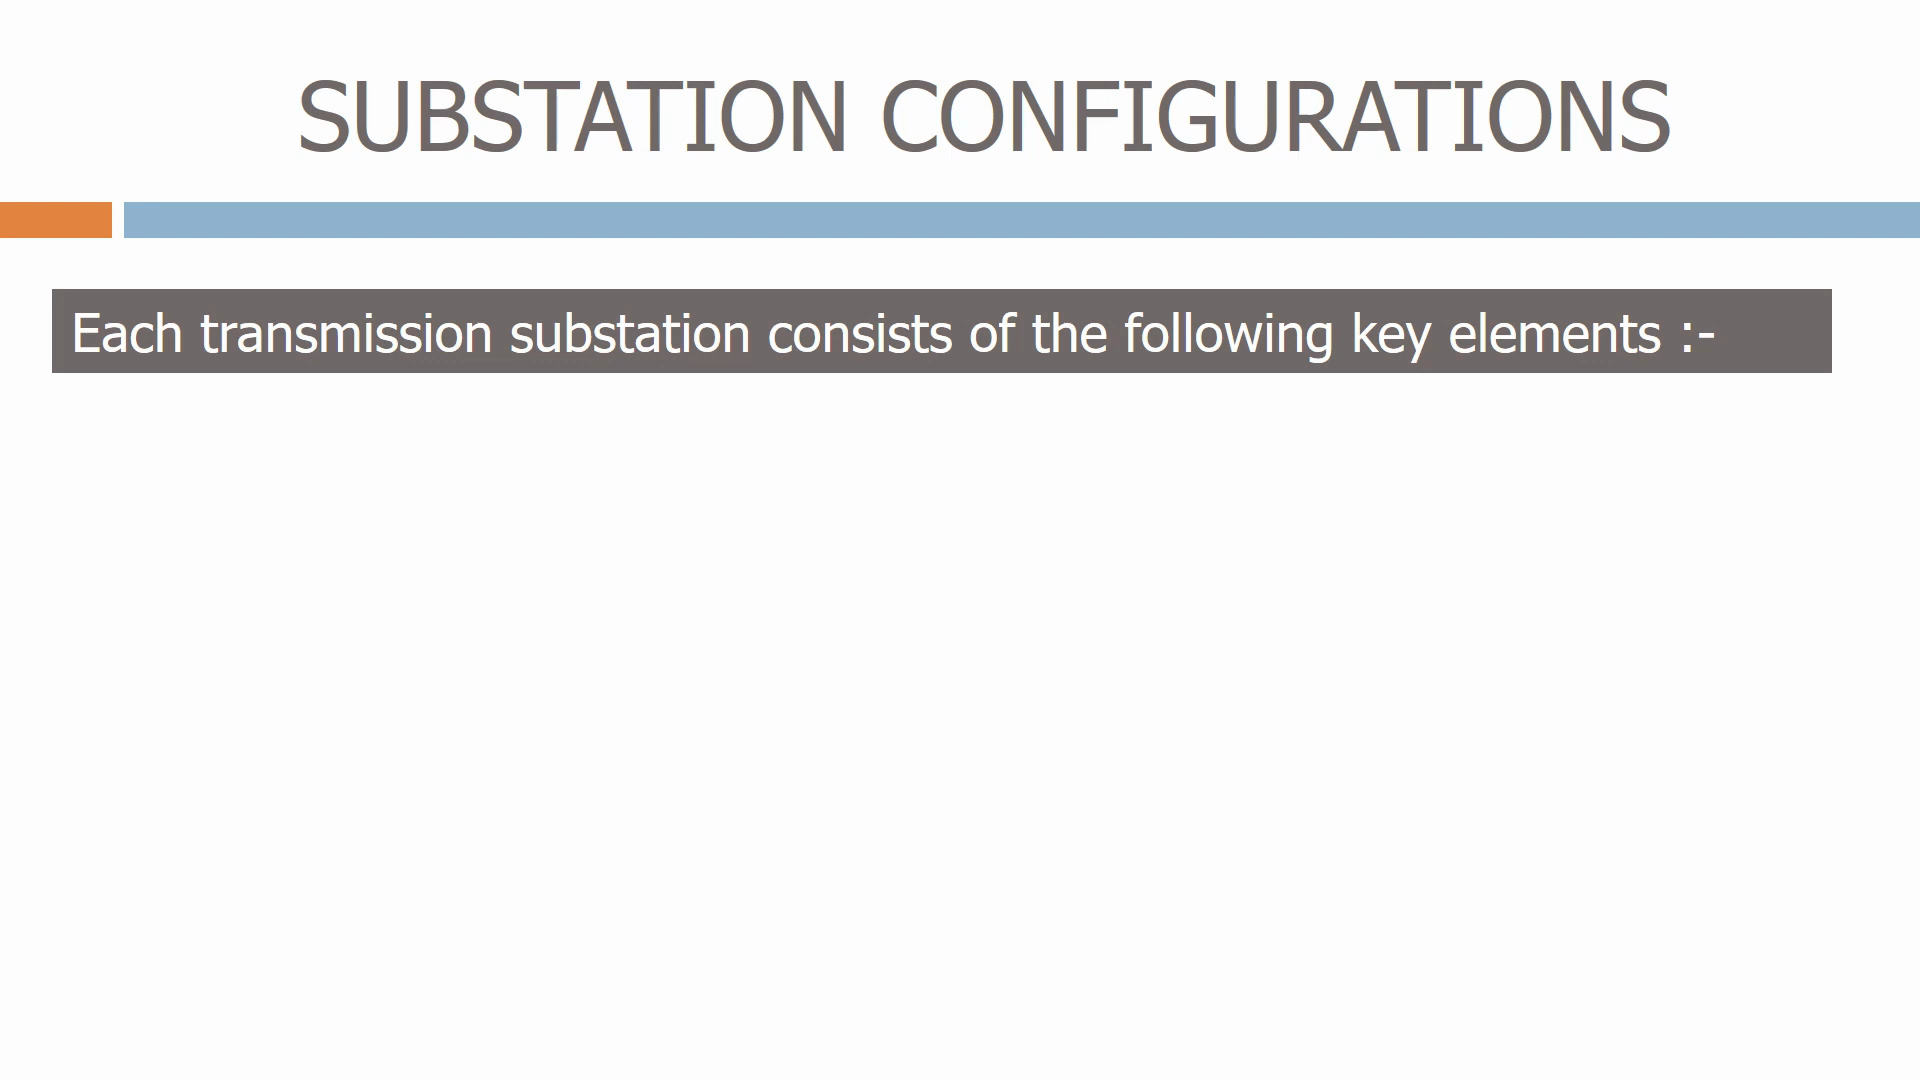 SUBSTATION CONFIGURATIONS
Each transmission substation consists of the following key elements :-